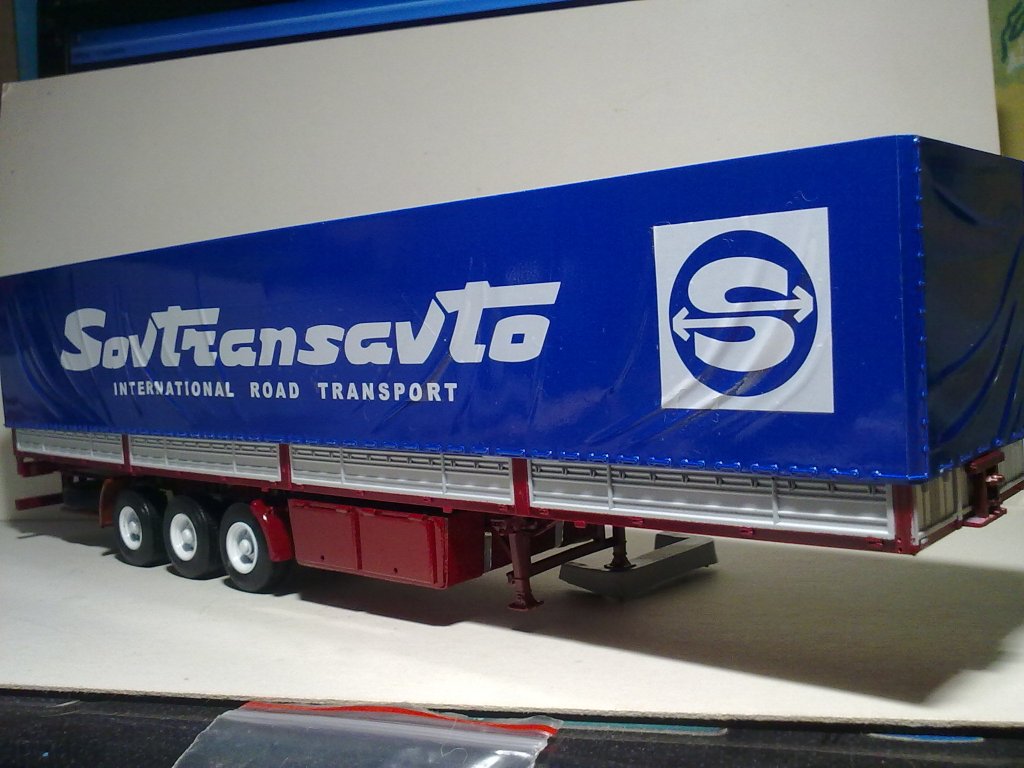 Sovtransavto
INTERNATIONAL ROAD TRANSPORT
S